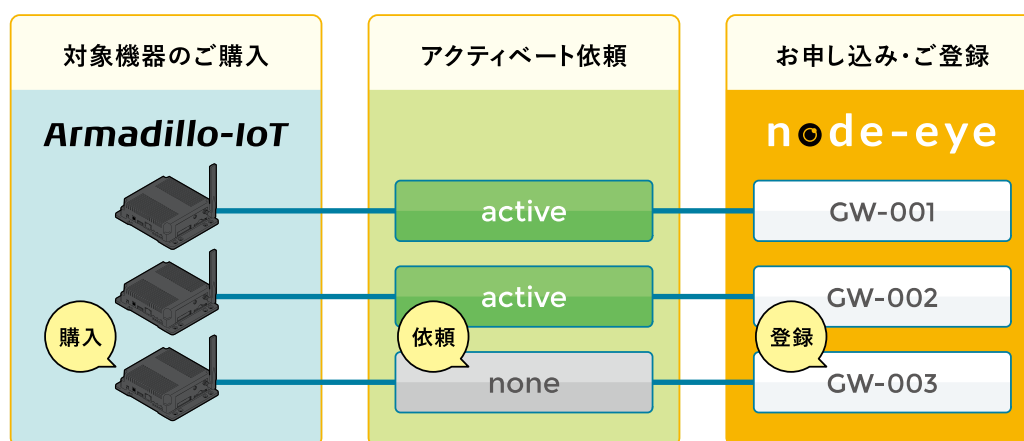 対象機器のご購入
アクティベート依頼
お申し込み・ご登録
Armadillo-IoT
node-eye
active
GW-001
active
GW-002
購入
依頼
登録
none
GW-003